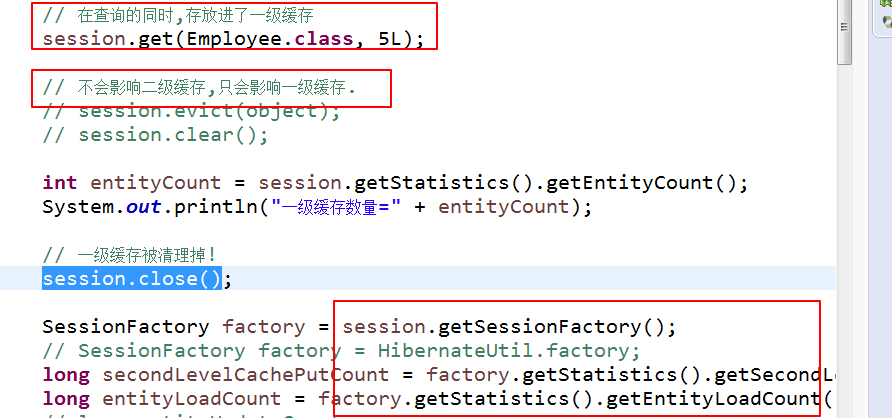 // 在查询的同时,存放进了一级缓存
session.get(Employee.class, 5L);
// 不会影响二级缓存,只会影响一级缓存.
// session.evict(object);
// session.clear();
int entityCount = session.getStatistics().getEntityCount();
System.out.println("一级缓存数量=" + entityCount);
// 一级缓存被清理掉!
session.close();
SessionFactory factory = session.getSessionFactory();
// SessionFactory factory = HibernateUtil.factory;
long secondLevelCachePutCount = factory.getStatistics().getSecondLe
long entityLoadCount = factory.getStatistics().getEntityLoadCount(